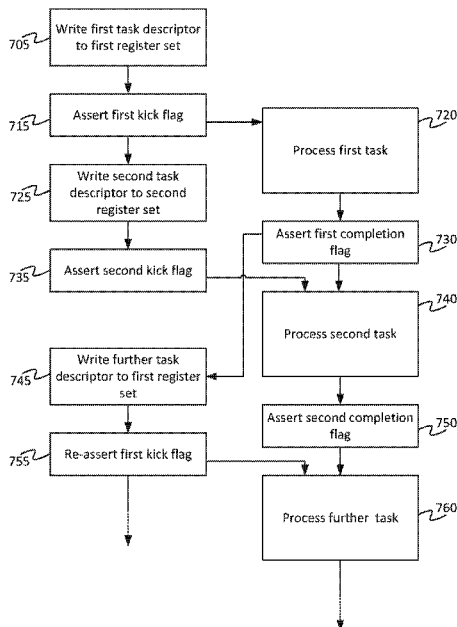 705
Write first task descriptor
to first register set
715
Assert first kick flag
720
Process first task
725
Write second task
descriptor to second
register set
730
Assert first completion
flag
735
Assert second kick flag
740
Process second task
745
Write further task
descriptor to first register
set
750
Assert second completion
flag
755
Re-assert first kick flag
760
Process further task